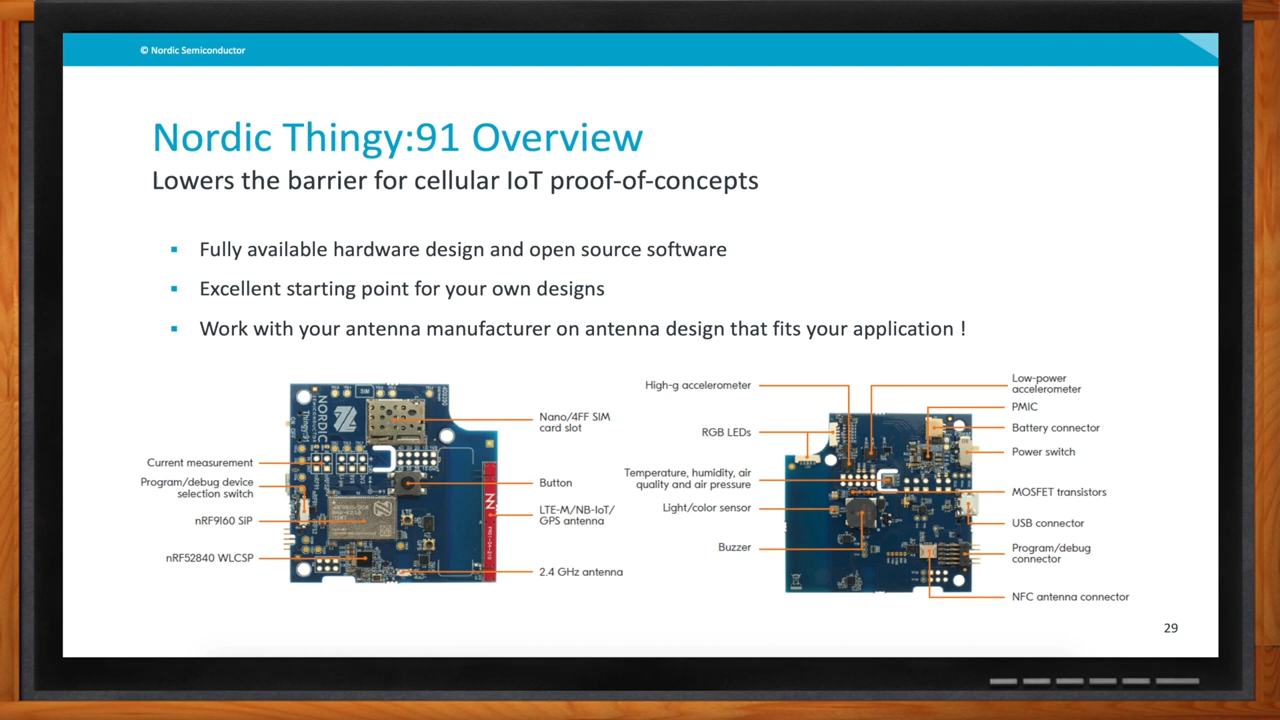 © Nordic Semiconductor
Nordic Thingy:91 Overview
Lowers the barrier for cellular IoT proof-of-concepts
▪ Fully available hardware design and open source software
▪ Excellent starting point for your own designs
▪ Work with your antenna manufacturer on antenna design that fits your application !
Current measurement
Program/debug device
selection switch
nRF9160 SiP
nRF52840 WLCSP
SIM
NORDIC
Thingy:91
Nano/4FF SIM
card slot
Button
LTE-M/NB-IoT/
GPS antenna
2.4 GHz antenna
High-g accelerometer
RGB LEDs
Temperature, humidity, air
quality and air pressure
Light/color sensor
Buzzer
Low-power
accelerometer
PMIC
Battery connector
Power switch
MOSFET transistors
USB connector
Program/debug
connector
NFC antenna connector
29